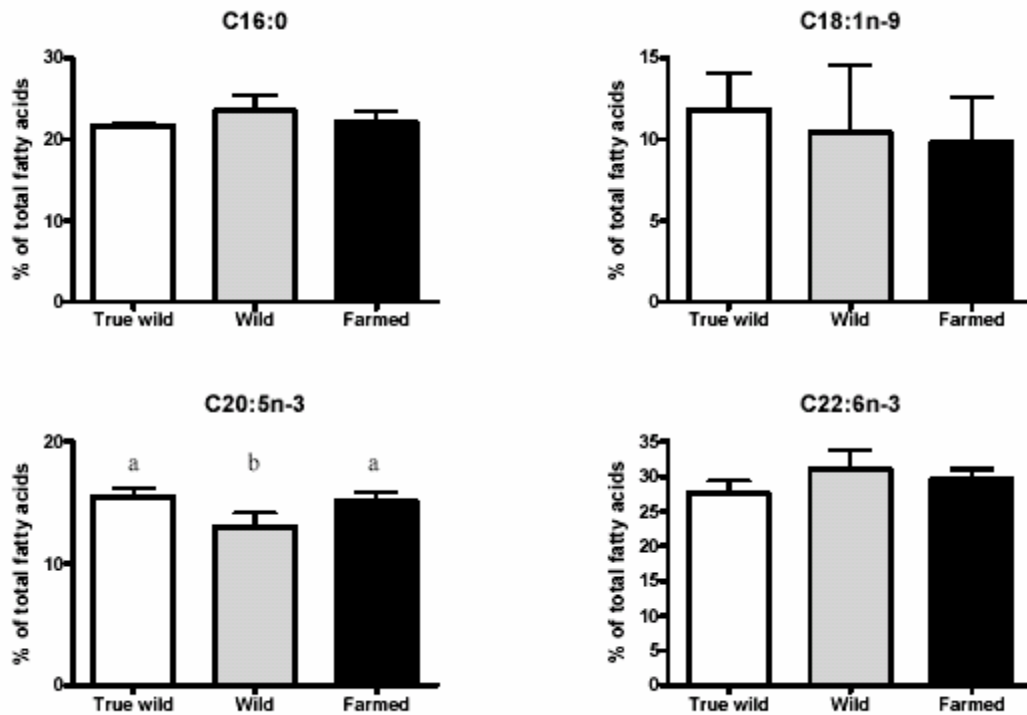 C16:0
% of total fatty acids
30
20
10
0
True wild Wild Farmed
C18:1n-9
% of total fatty acids
15
10
5
0
True wild Wild Farmed
C20:5n-3
% of total fatty acids
20
10
0
a b a
True wild Wild Farmed
C22:6n-3
% of total fatty acids
35
30
25
20
15
10
5
0
True wild Wild Farmed